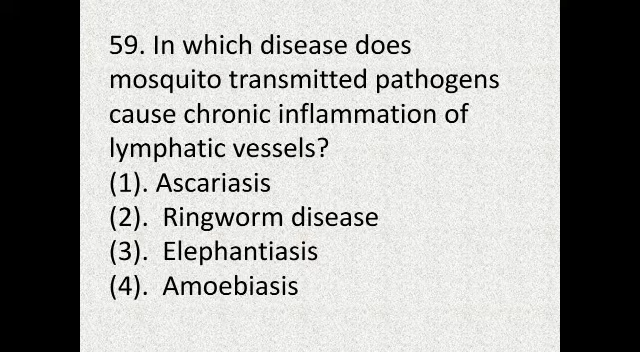 59. In which disease does
mosquito transmitted pathogens
cause chronic inflammation of
lymphatic vessels?
(1). Ascariasis
(2).  Ringworm disease
(3).  Elephantiasis
(4).  Amoebiasis